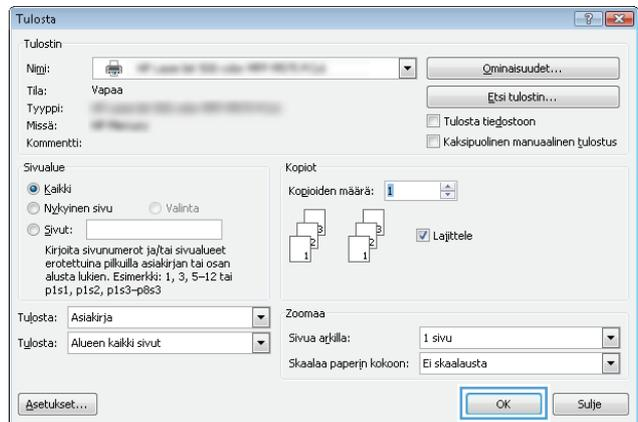 Tulosta
Tulostin
Nimi:
Ominaisuudet...
Tila: Vapaa
Etsi tulostin...
Tyyppi:
Missä:
Tulosta tiedostoon
Kommentti:
Kaksipuolinen manuaalinen tulostus
Sivualue
Kaikki
Nykyinen sivu Valinta
Sivut:
Kirjoita sivunumerot ja/tai sivualueet
erotettuina pilkuilla asiakirjan tai osan
alusta lukien. Esimerkki: 1, 3, 5–12 tai
p1s1, p1s2, p1s3–p8s3
Kopiot
Kopioiden määrä: 1
3 3
2 2
1 1
Lajittele
Tulosta: Asiakirja
Tulosta: Alueen kaikki sivut
Zoomaa
Sivua arkilla: 1 sivu
Skaalaa paperin kokoon: Ei skaalausta
Asetukset...
OK
Sulje